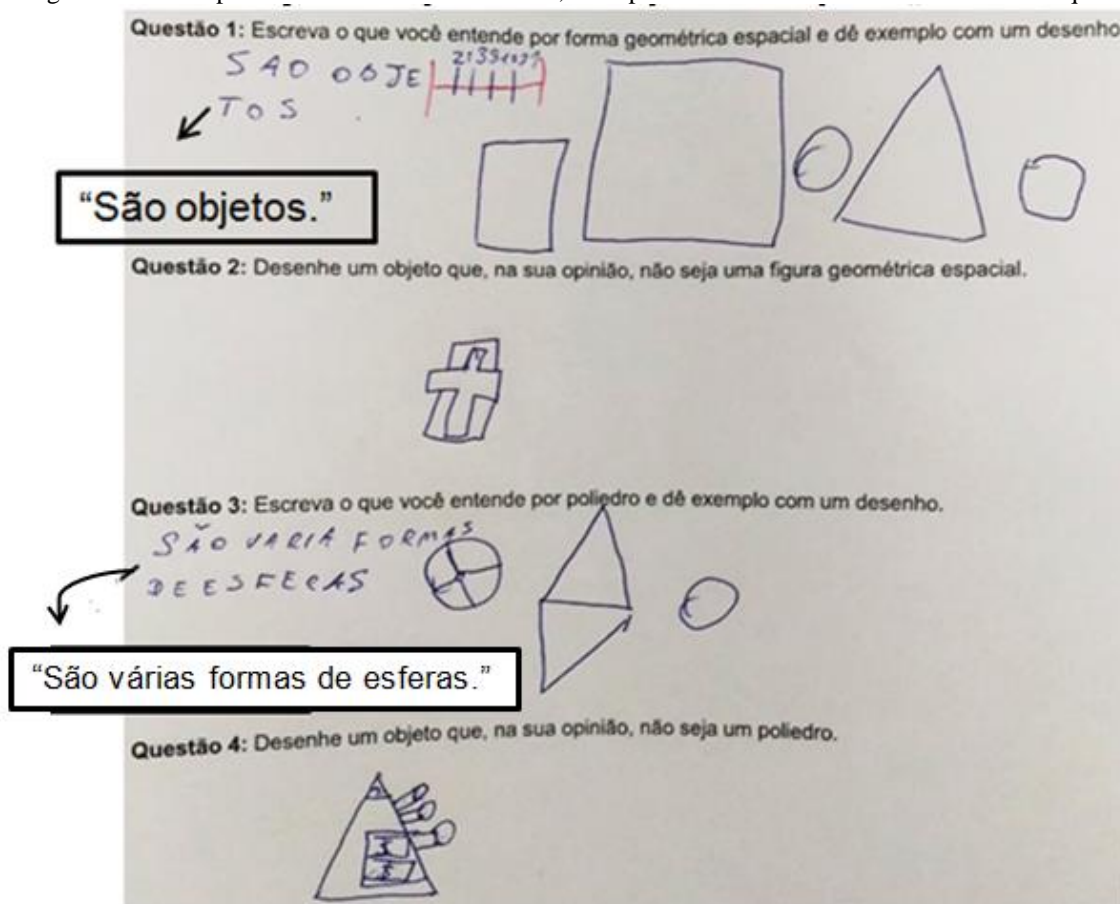 Questão 1: Escreva o que você entende por forma geométrica espacial e dê exemplo com um desenho
SAO OBJE
TOS
“São objetos.”
Questão 2: Desenhe um objeto que, na sua opinião, não seja uma figura geométrica espacial.
Questão 3: Escreva o que você entende por poliedro e dê exemplo com um desenho.
SÃO VARIA FORMAS
DE ESFERAS
“São várias formas de esferas.”
Questão 4: Desenhe um objeto que, na sua opinião, não seja um poliedro.